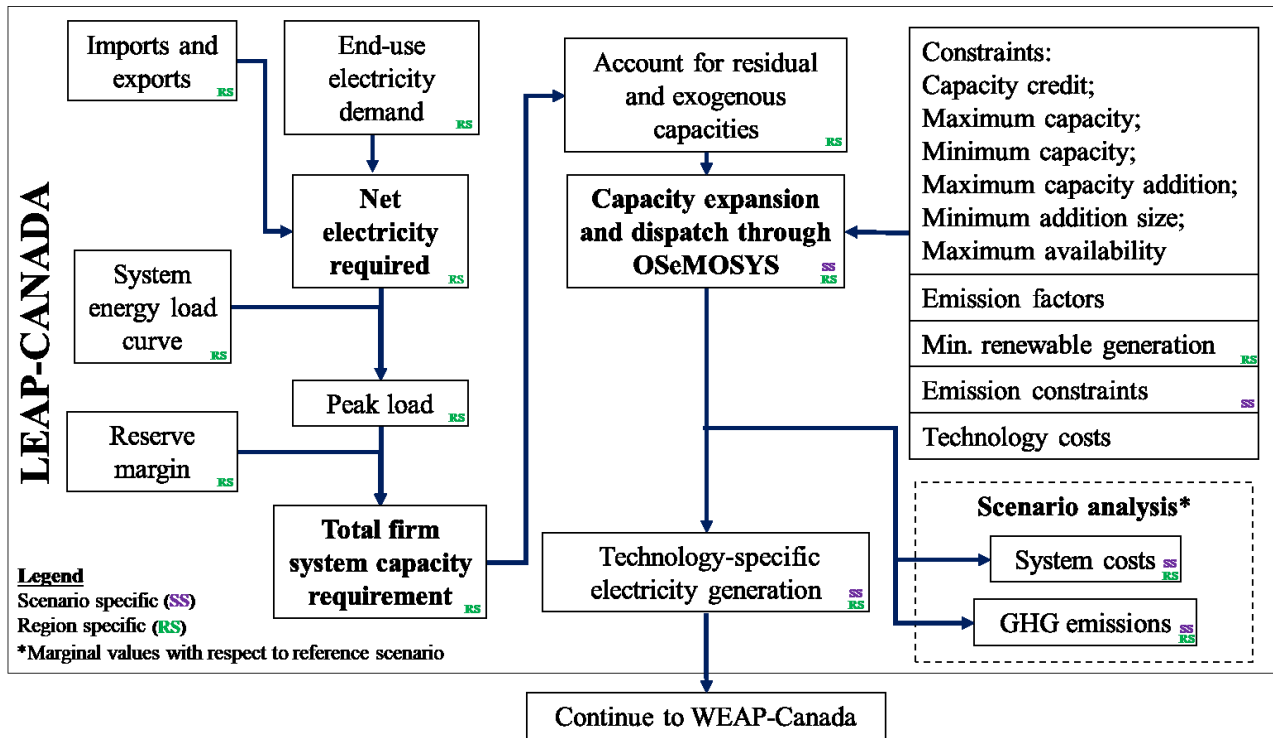 LEAP-CANADA
Imports and
exports
RS
End-use
electricity
demand
RS
Net
electricity
required
RS
System
energy load
curve
RS
Peak load
RS
Reserve
margin
RS
Total firm
system capacity
requirement
RS
Legend
Scenario specific (SS)
Region specific (RS)
*Marginal values with respect to reference scenario
Account for residual
and exogenous
capacities
RS
Capacity expansion
and dispatch through
OSeMOSYS
SS
RS
Technology-specific
electricity generation
SS
RS
Continue to WEAP-Canada
Constraints:
Capacity credit;
Maximum capacity;
Minimum capacity;
Maximum capacity addition;
Minimum addition size;
Maximum availability
Emission factors
Min. renewable generation
RS
Emission constraints
SS
Technology costs
Scenario analysis*
System costs
SS
RS
GHG emissions
SS
RS